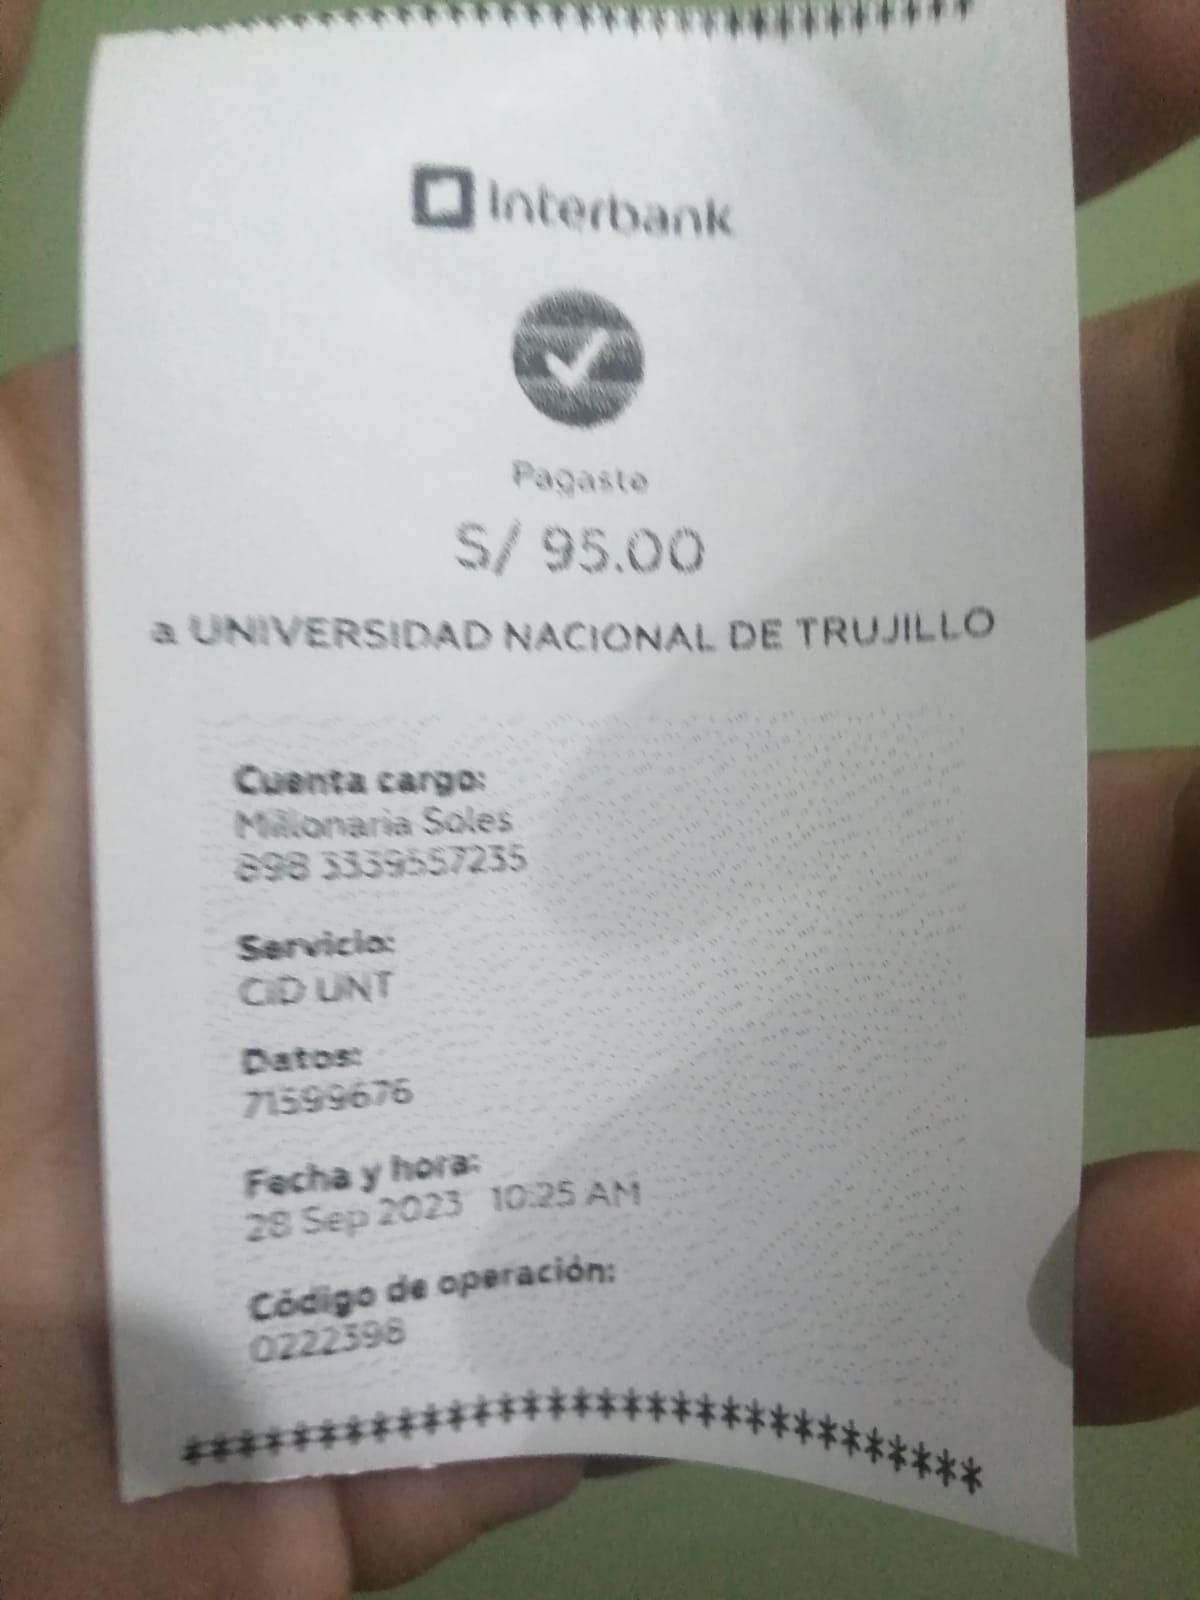 *****************************
Interbank
Pagaste
S/ 95.00
a UNIVERSIDAD NACIONAL DE TRUJILLO
Cuenta cargo:
Millonaria Soles
898 3339557235
Servicio:
CID UNT
Datos:
71599676
Fecha y hora:
28 Sep 2023 10:25 AM
Código de operación:
0222398
********************************